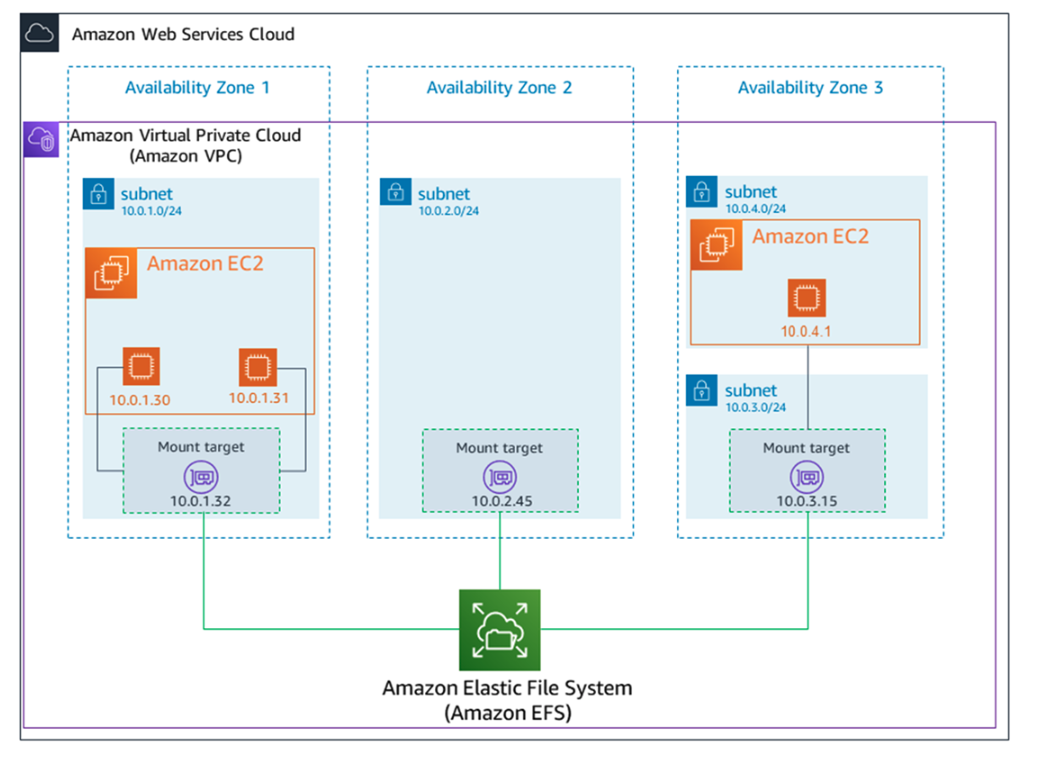 Amazon Web Services Cloud
Availability Zone 1
Availability Zone 2
Availability Zone 3
Amazon Virtual Private Cloud
(Amazon VPC)
subnet
10.0.1.0/24
Amazon EC2
10.0.1.30
10.0.1.31
Mount target
10.0.1.32
subnet
10.0.2.0/24
Mount target
10.0.2.45
subnet
10.0.4.0/24
Amazon EC2
10.0.4.1
subnet
10.0.3.0/24
Mount target
10.0.3.15
Amazon Elastic File System
(Amazon EFS)